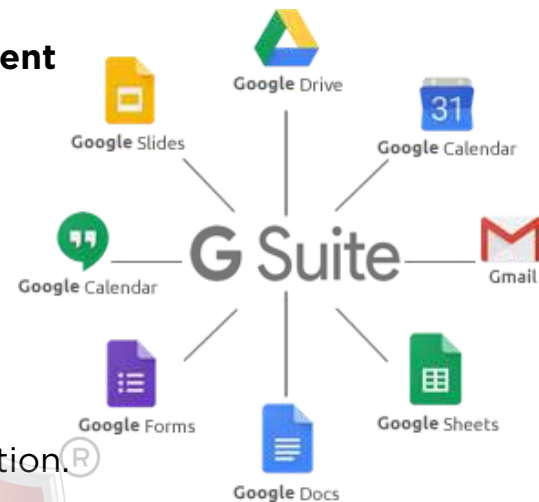 ent
Google Drive
31
Google Slides
Google Calendar
G Suite
Google Calendar
Gmail
Google Forms
Google Sheets
tion.®
Google Docs